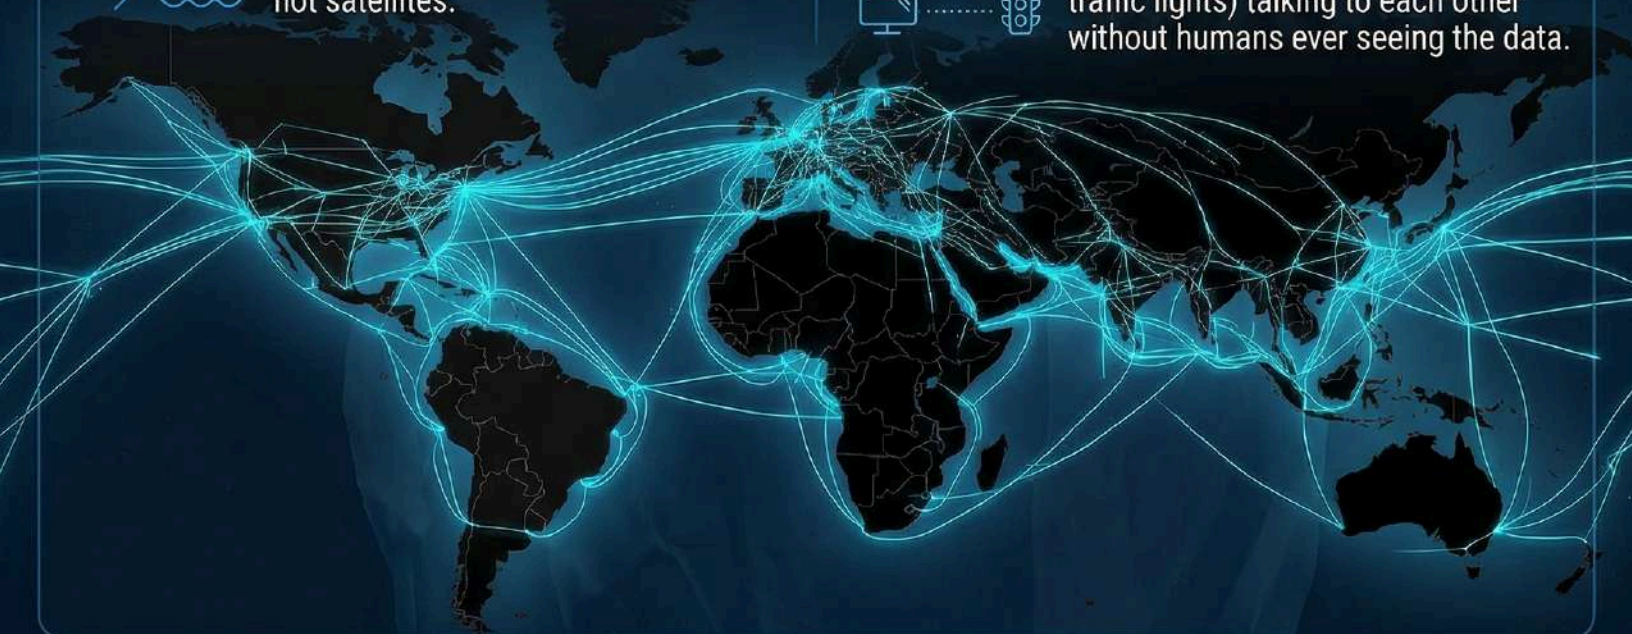 not satellites.
traffic lights) talking to each other
without humans ever seeing the data.